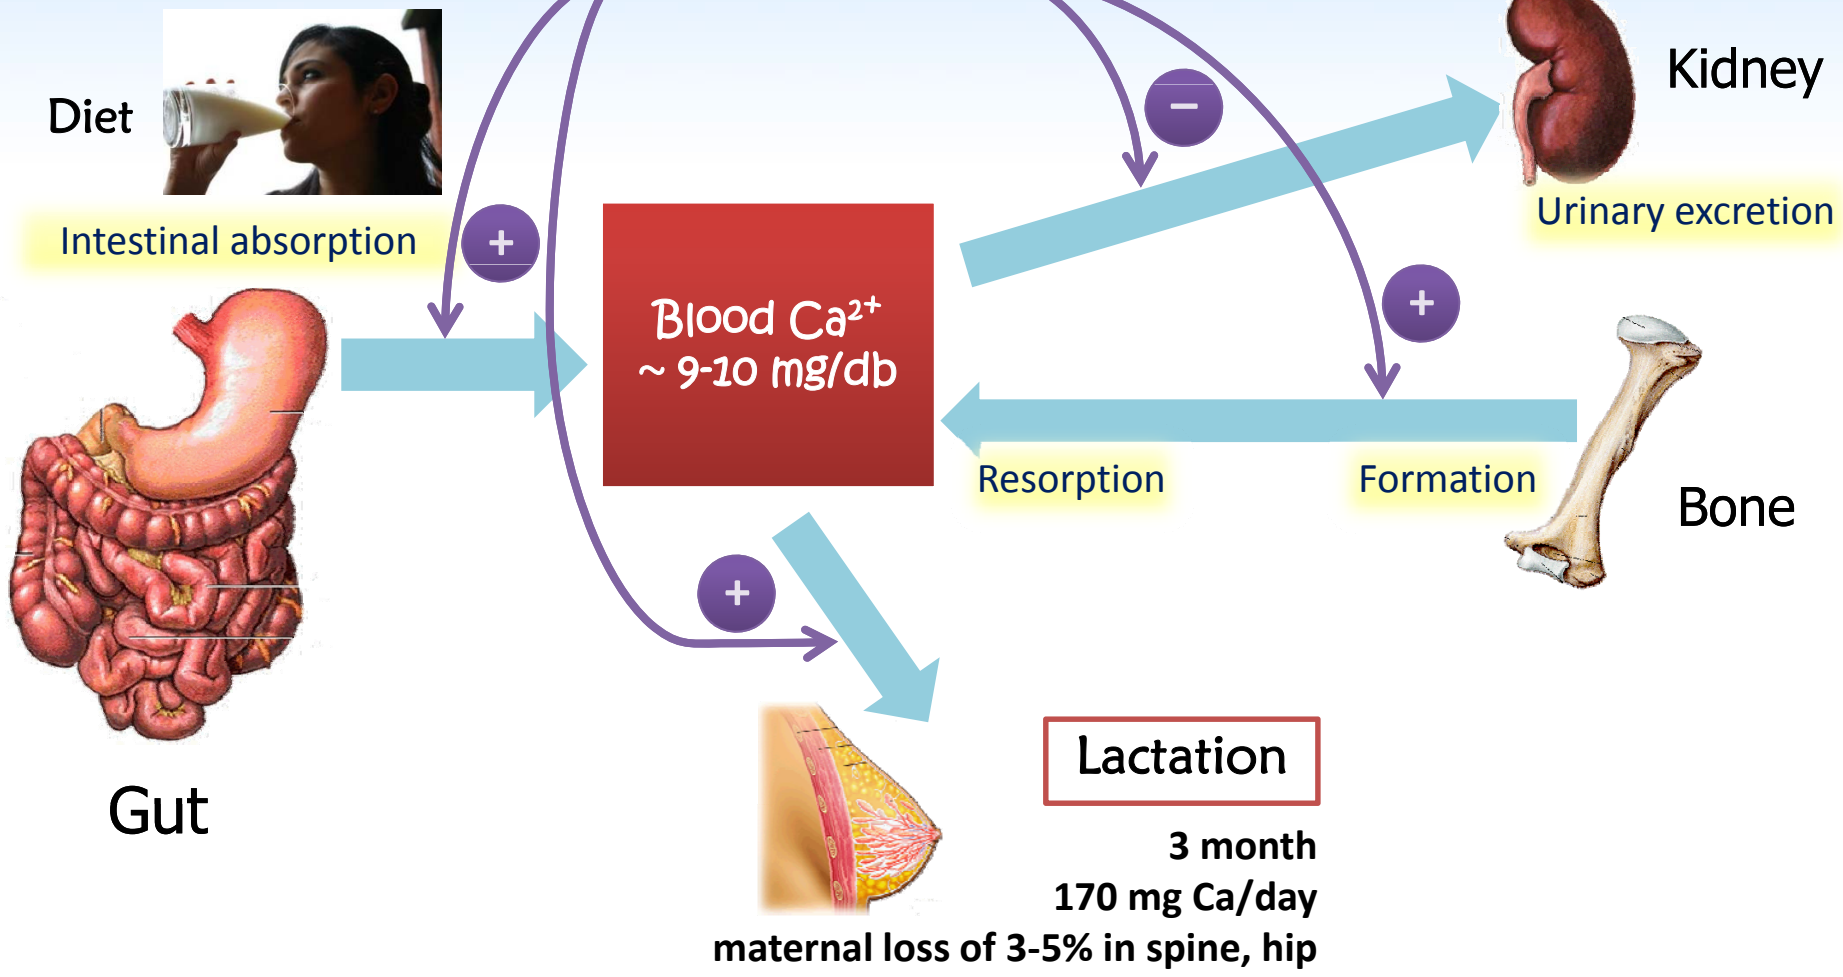 Diet
Intestinal absorption
+
Gut
Blood Ca²⁺
~ 9-10 mg/db
−
Kidney
Urinary excretion
+
Resorption
Formation
Bone
+
Lactation
3 month
170 mg Ca/day
maternal loss of 3-5% in spine, hip